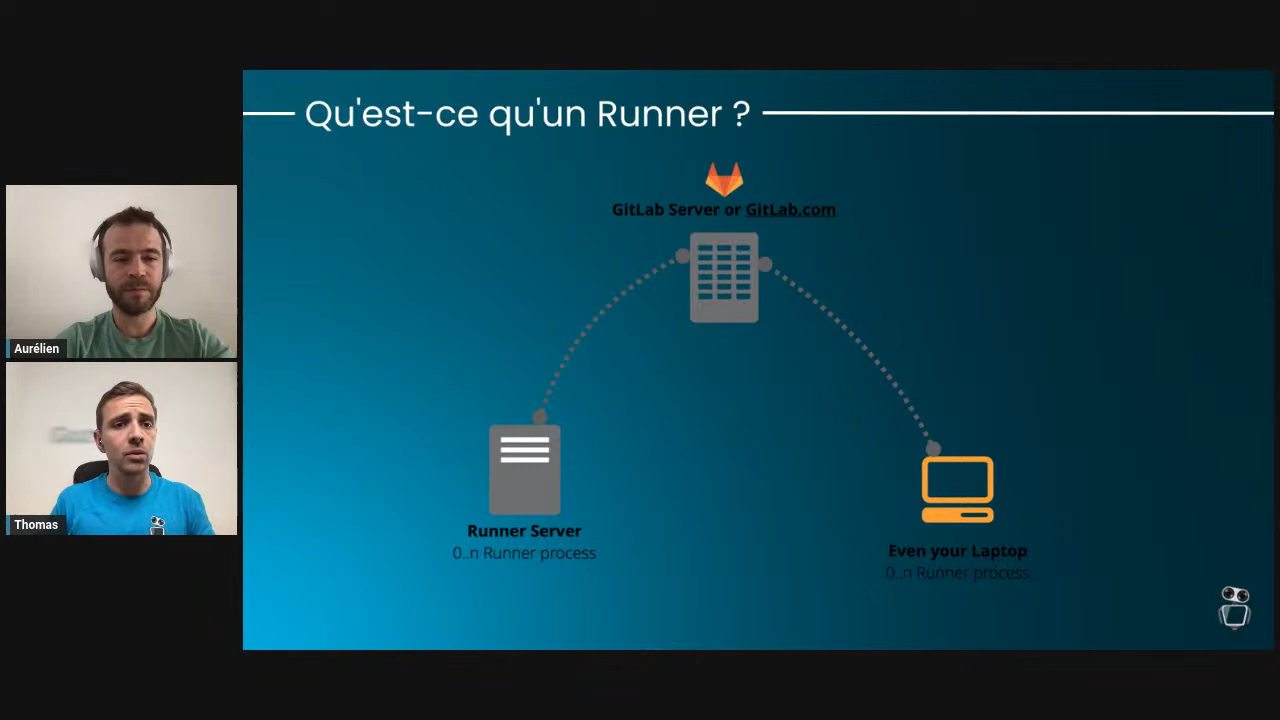 Qu'est-ce qu'un Runner ?
GitLab Server or GitLab.com
Runner Server
0..n Runner process
Even your Laptop
0..n Runner process
Aurélien
Thomas